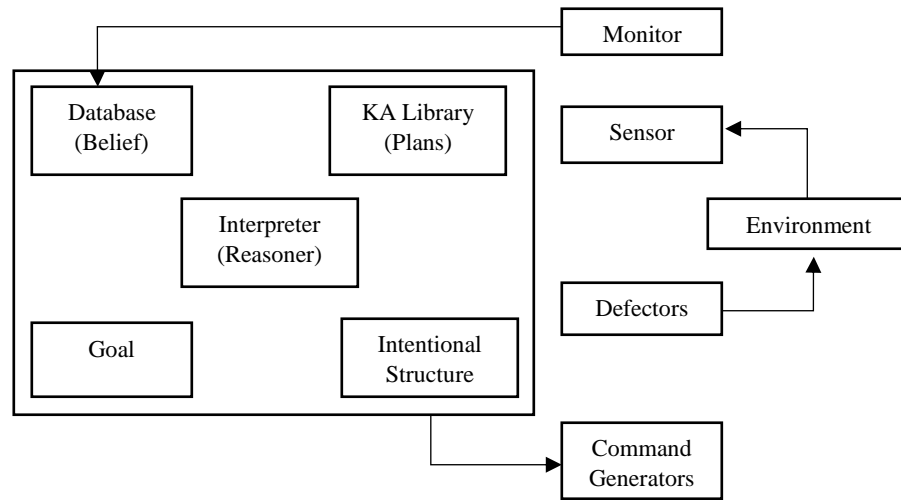 Monitor
Database
(Belief)
KA Library
(Plans)
Sensor
Interpreter
(Reasoner)
Environment
Defectors
Goal
Intentional
Structure
Command
Generators